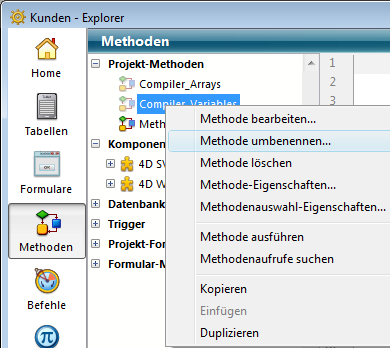 Kunden - Explorer
Methoden
Home
Tabellen
Formulare
Methoden
Befehle
Projekt-Methoden
Compiler_Arrays
Compiler_Variables
Meth
Kompone
4D SV
4D W
Datenbank
Trigger
Projekt-For
Formular-M
1
2
3
Methode bearbeiten...
Methode umbenennen...
Methode löschen
Methode-Eigenschaften...
Methodenauswahl-Eigenschaften...
Methode ausführen
Methodenaufrufe suchen
Kopieren
Einfügen
Duplizieren